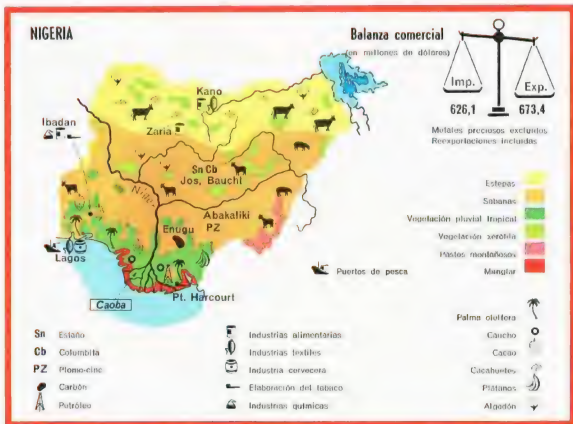 NIGERIA
Balanza comercial
(en millones de dólares)
Imp.
Exp.
626,1
673,4
Metales preciosos excluidos
Reexportaciones incluidas
Kano
Ibadan
Zaria
Sn Cb
Jos, Bauchi
Níger
Abakaliki
PZ
Enugu
Lagos
Pt. Harcourt
Caoba
Estepas
Sabanas
Vegetación pluvial tropical
Vegetación xerófila
Pastos montañosos
Manglar
Puertos de pesca
Sn Estaño
Cb Columbita
PZ Plomo-cinc
Carbón
Petróleo
Industrias alimentarias
Industrias textiles
Industria cervecera
Elaboración del tabaco
Industrias químicas
Palma oleífera
Caucho
Cacao
Cacahuetes
Plátanos
Algodón